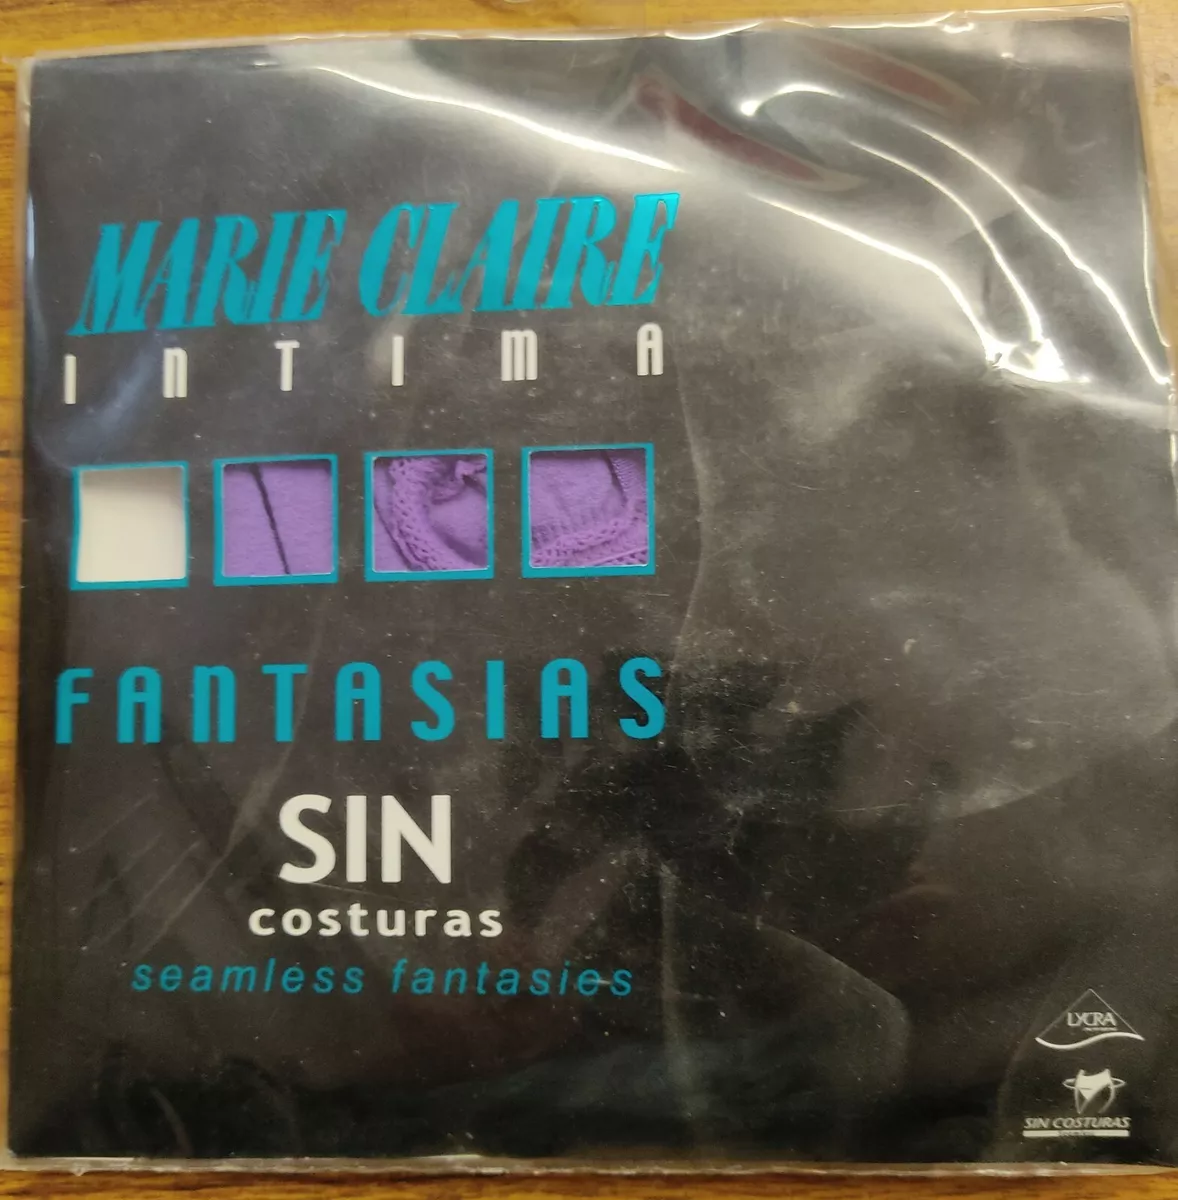 MARIE CLAIRE
INTIMA
FANTASIAS
SIN
costuras
seamless fantasies
LYCRA
SIN COSTURAS